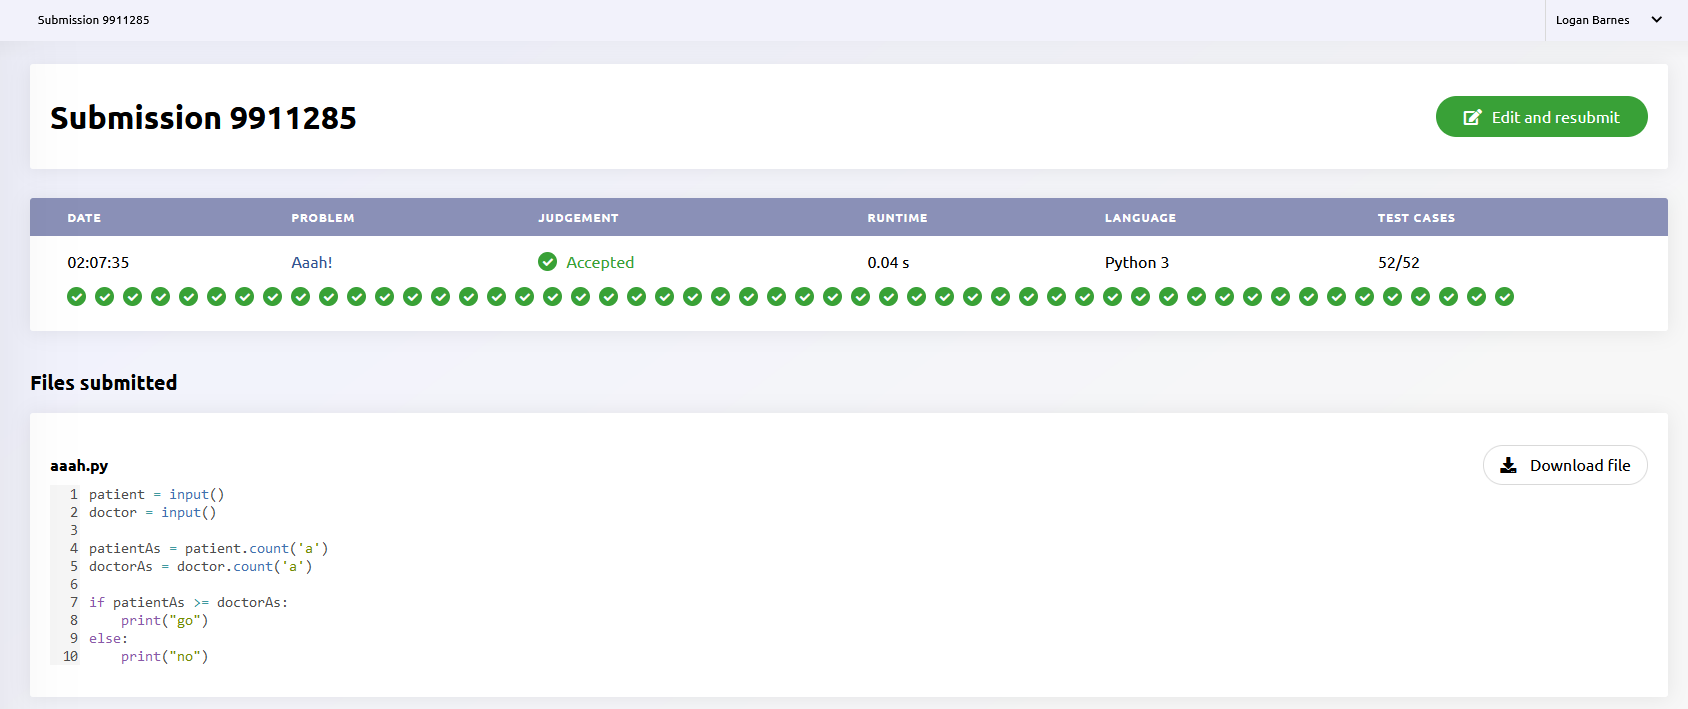 Submission 9911285
Logan Barnes
Submission 9911285
Edit and resubmit
DATE PROBLEM JUDGEMENT RUNTIME LANGUAGE TEST CASES
02:07:35 Aaah! Accepted 0.04 s Python 3 52/52
Files submitted
aaah.py
Download file
1 patient = input()
2 doctor = input()
3
4 patientAs = patient.count('a')
5 doctorAs = doctor.count('a')
6
7 if patientAs >= doctorAs:
8     print("go")
9 else:
10     print("no")